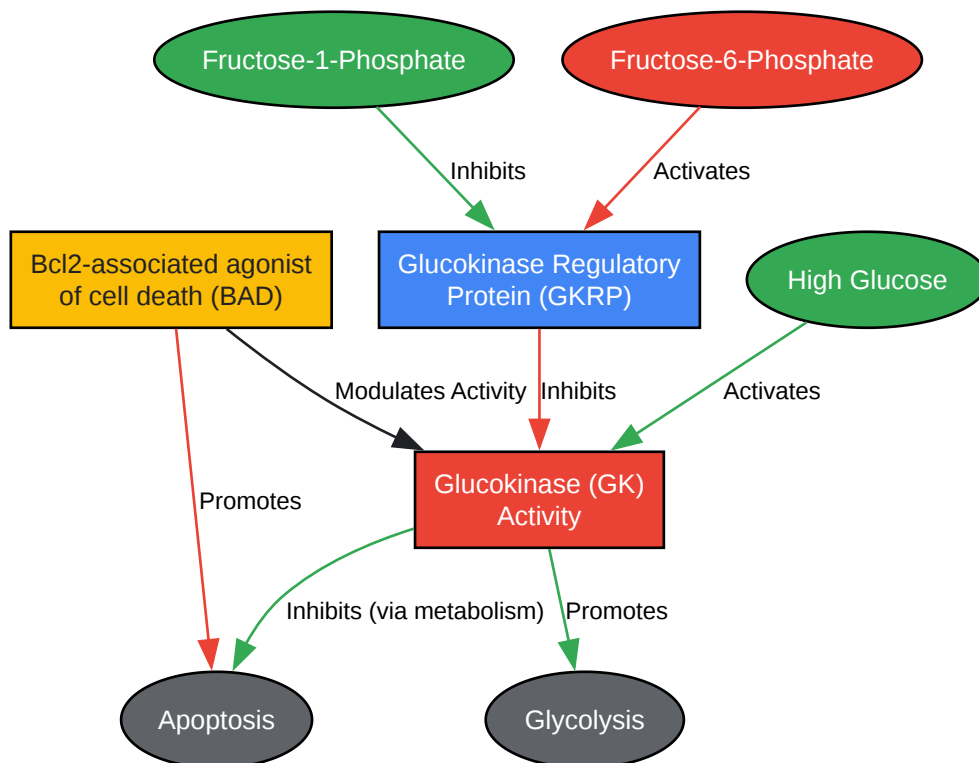 Fructose-1-Phosphate
Fructose-6-Phosphate
Inhibits
Activates
Bcl2-associated agonist
of cell death (BAD)
Glucokinase Regulatory
Protein (GKRP)
High Glucose
Modulates Activity
Inhibits
Activates
Glucokinase (GK)
Activity
Promotes
Inhibits (via metabolism)
Promotes
Apoptosis
Glycolysis